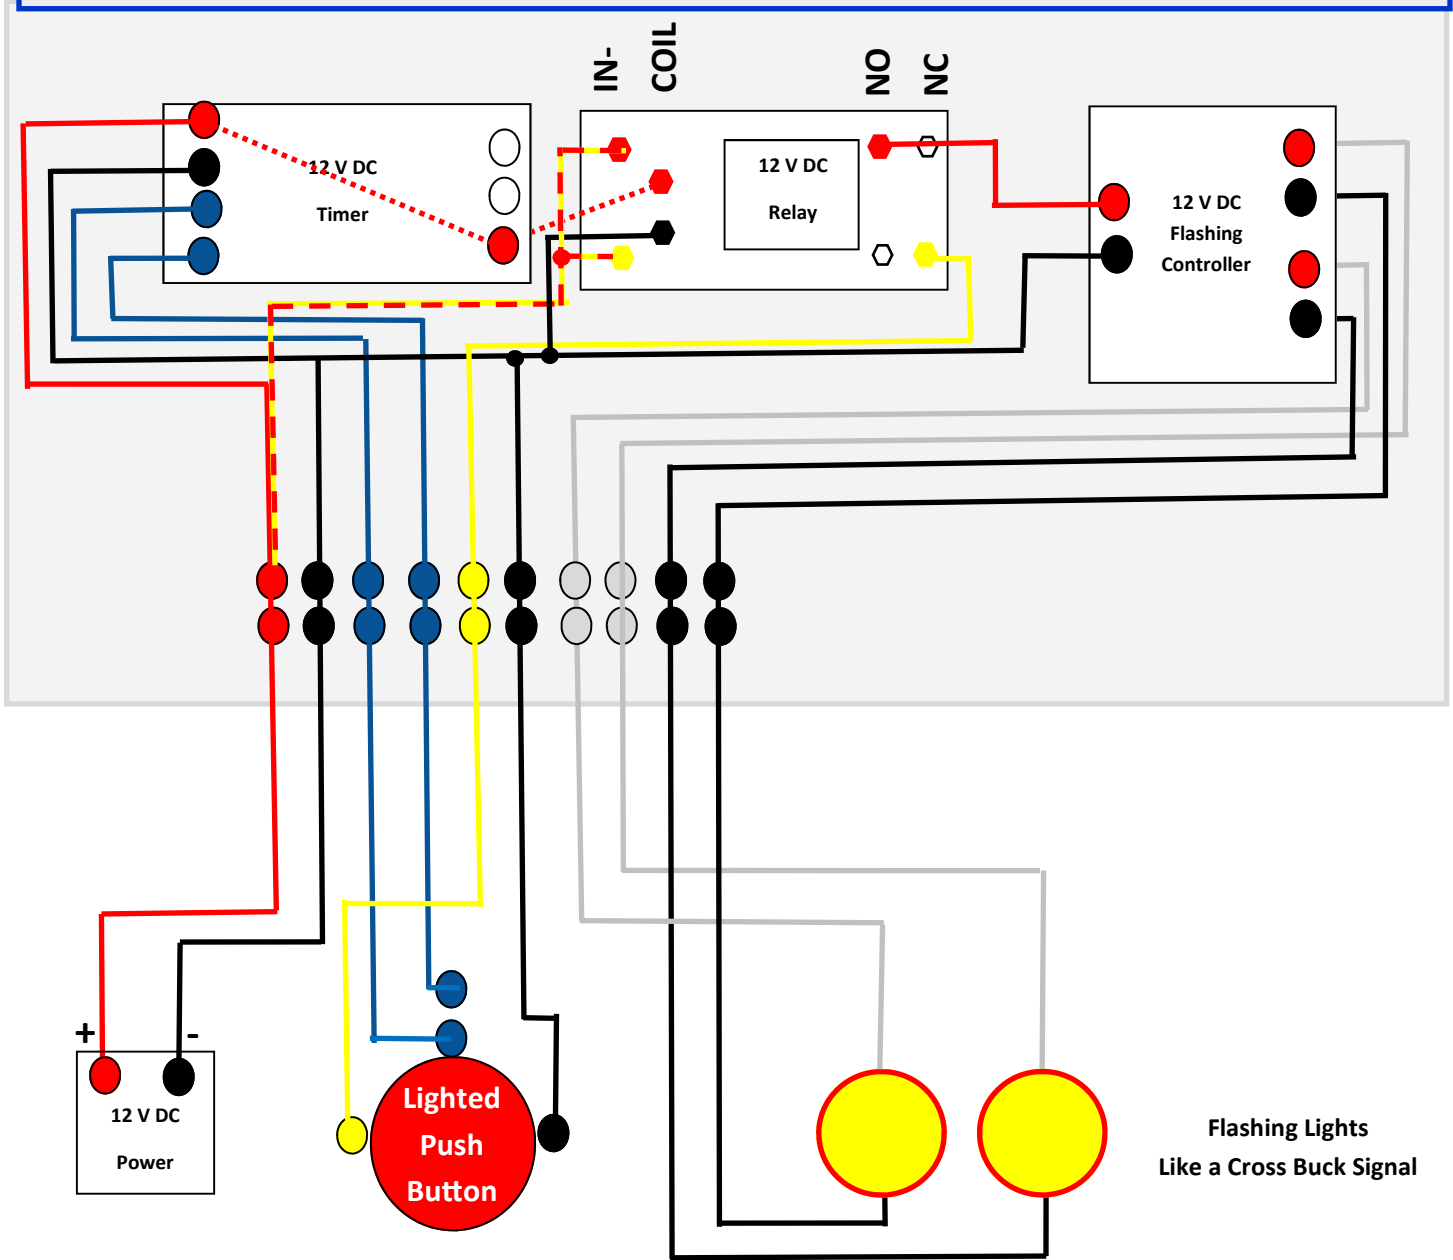 IN-
COIL
NO
NC
12 V DC
Timer
12 V DC
Relay
12 V DC
Flashing
Controller
+
-
12 V DC
Power
Lighted
Push
Button
Flashing Lights
Like a Cross Buck Signal